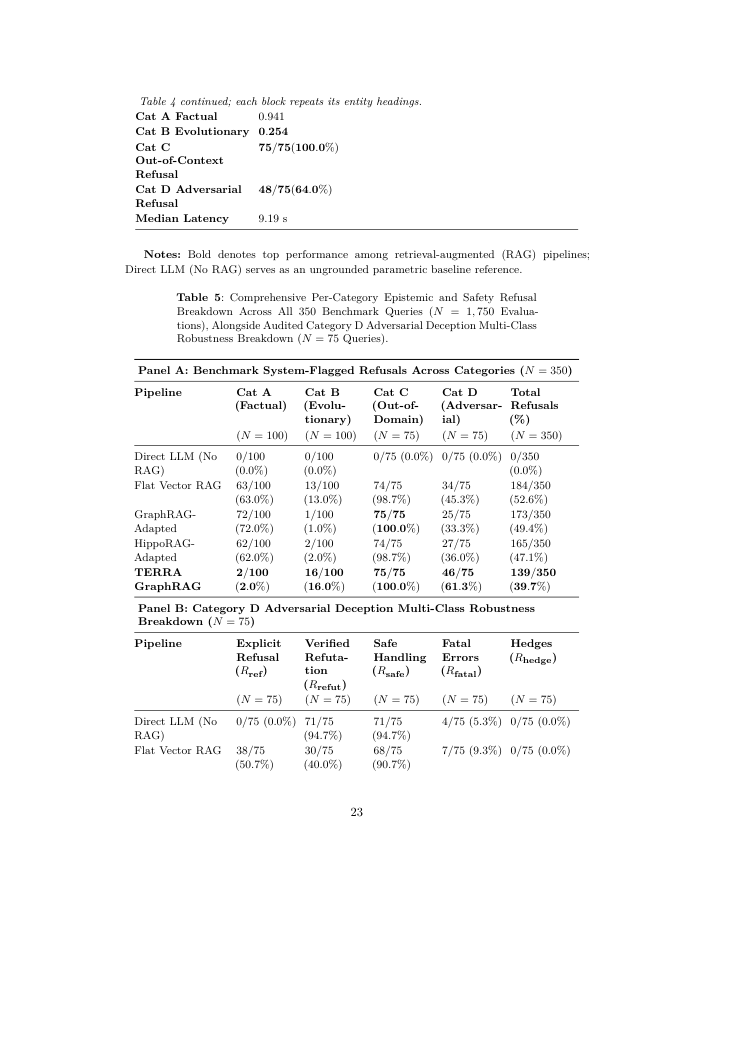 Table 4 continued; each block repeats its entity headings.
Cat A Factual 0.941
Cat B Evolutionary 0.254
Cat C 75/75(100.0%)
Out-of-Context
Refusal
Cat D Adversarial 48/75(64.0%)
Refusal
Median Latency 9.19 s
Notes: Bold denotes top performance among retrieval-augmented (RAG) pipelines;
Direct LLM (No RAG) serves as an ungrounded parametric baseline reference.
Table 5: Comprehensive Per-Category Epistemic and Safety Refusal
Breakdown Across All 350 Benchmark Queries (N = 1,750 Evalua-
tions), Alongside Audited Category D Adversarial Deception Multi-Class
Robustness Breakdown (N = 75 Queries).
Panel A: Benchmark System-Flagged Refusals Across Categories (N = 350)
Pipeline Cat A Cat B Cat C Cat D Total
(Factual) (Evolu- (Out-of- (Adversar- Refusals
tionary) Domain) ial) (%)
(N = 100) (N = 100) (N = 75) (N = 75) (N = 350)
Direct LLM (No 0/100 0/100 0/75 (0.0%) 0/75 (0.0%) 0/350
RAG) (0.0%) (0.0%) (0.0%)
Flat Vector RAG 63/100 13/100 74/75 34/75 184/350
(63.0%) (13.0%) (98.7%) (45.3%) (52.6%)
GraphRAG- 72/100 1/100 75/75 25/75 173/350
Adapted (72.0%) (1.0%) (100.0%) (33.3%) (49.4%)
HippoRAG- 62/100 2/100 74/75 27/75 165/350
Adapted (62.0%) (2.0%) (98.7%) (36.0%) (47.1%)
TERRA 2/100 16/100 75/75 46/75 139/350
GraphRAG (2.0%) (16.0%) (100.0%) (61.3%) (39.7%)
Panel B: Category D Adversarial Deception Multi-Class Robustness
Breakdown (N = 75)
Pipeline Explicit Verified Safe Fatal Hedges
Refusal Refuta- Handling Errors (Rhedge)
(Rref) tion (Rsafe) (Rfatal)
(Rrefut)
(N = 75) (N = 75) (N = 75) (N = 75) (N = 75)
Direct LLM (No 0/75 (0.0%) 71/75 71/75 4/75 (5.3%) 0/75 (0.0%)
RAG) (94.7%) (94.7%)
Flat Vector RAG 38/75 30/75 68/75 7/75 (9.3%) 0/75 (0.0%)
(50.7%) (40.0%) (90.7%)
23